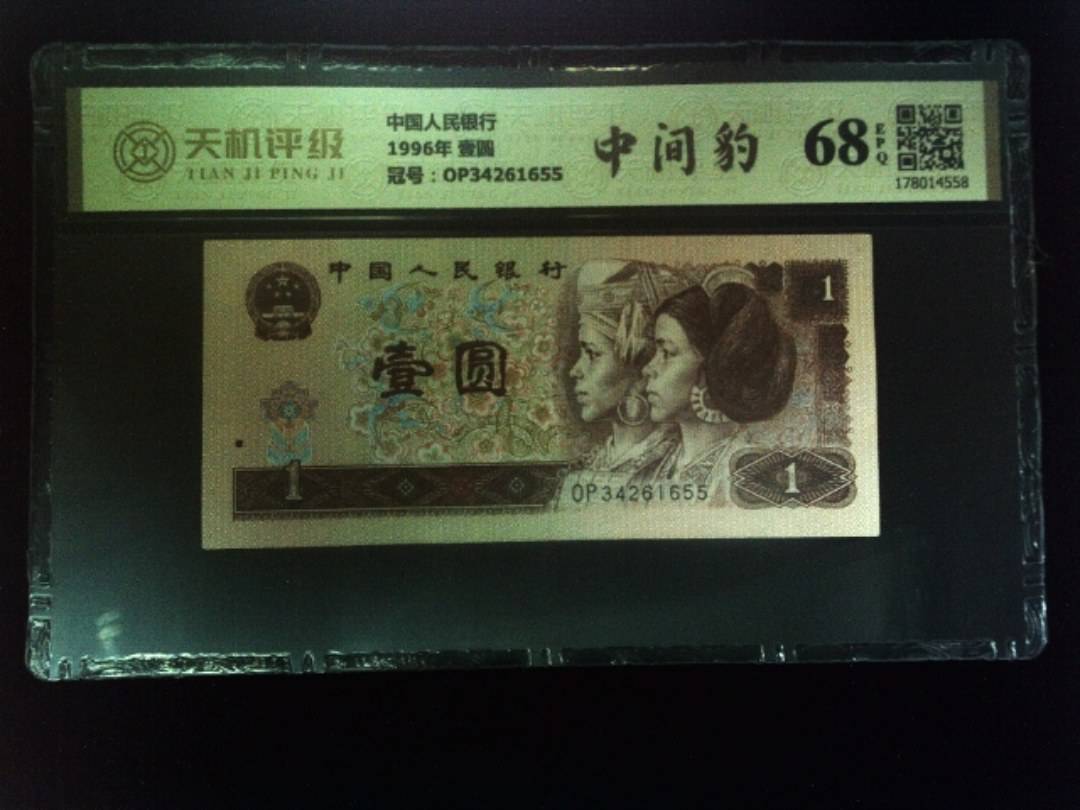 天机评级
TIAN JI PING JI
中国人民银行
1996年 壹圆
冠号：OP34261655
中间豹
68
EPQ
178014558
中国人民银行
1
壹圆
1
OP34261655
1